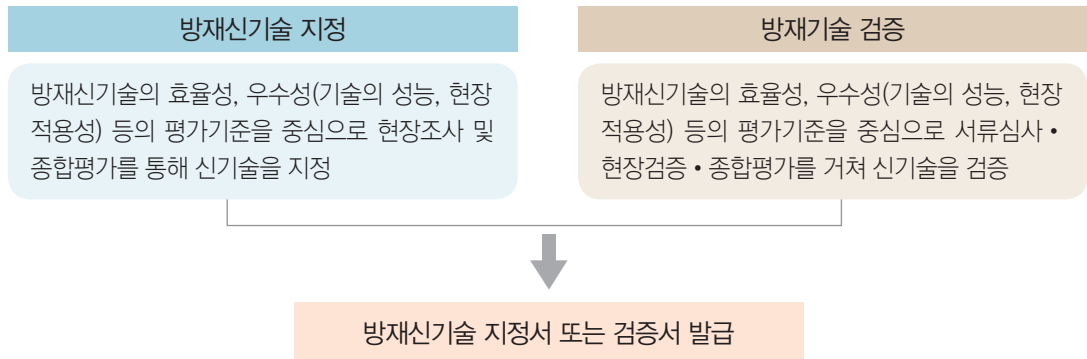 방재신기술 지정
방재신기술의 효율성, 우수성(기술의 성능, 현장
적용성) 등의 평가기준을 중심으로 현장조사 및
종합평가를 통해 신기술을 지정
방재기술 검증
방재신기술의 효율성, 우수성(기술의 성능, 현장
적용성) 등의 평가기준을 중심으로 서류심사 •
현장검증 • 종합평가를 거쳐 신기술을 검증
방재신기술 지정서 또는 검증서 발급